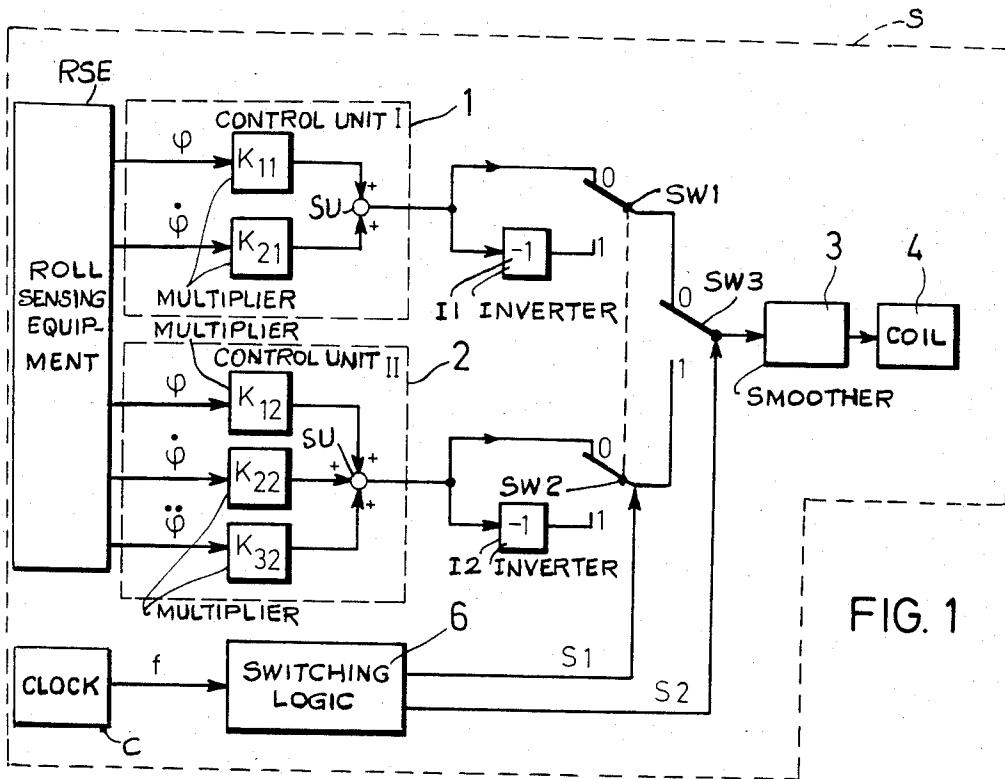 S
RSE
ROLL
SENSING
EQUIP-
MENT
CONTROL UNIT I
1
φ
K11
φ̇
K21
MULTIPLIER
SU
+
+
0
SW1
-1
1
I1 INVERTER
0
SW3
1
3
SMOOTHER
4
COIL
MULTIPLIER
CONTROL UNIT II
2
φ
K12
φ̇
K22
φ̈
K32
MULTIPLIER
SU
+
+
+
0
SW2
-1
1
I2 INVERTER
CLOCK
C
f
6
SWITCHING
LOGIC
S1
S2
FIG. 1